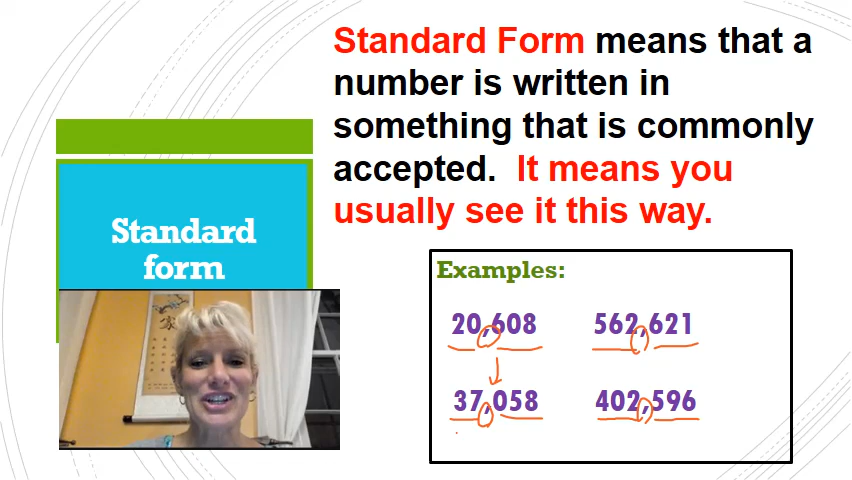 Standard Form means that a
number is written in
something that is commonly
accepted. It means you
usually see it this way.
Standard
form
Examples:
20,608 562,621
37,058 402,596